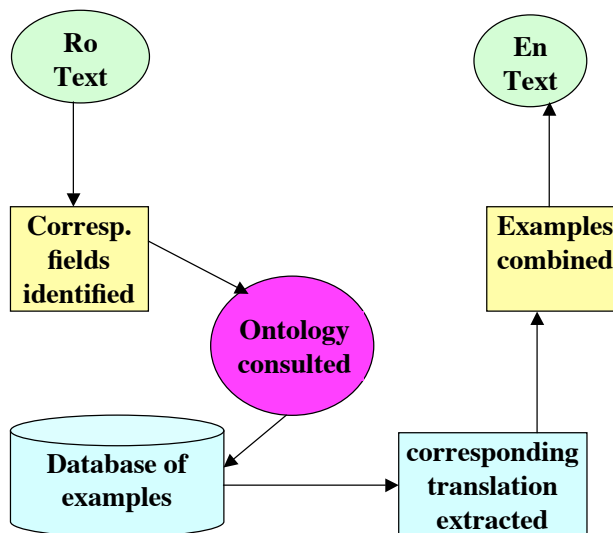 Ro
Text
En
Text
Corresp.
fields
identified
Examples
combined
Ontology
consulted
Database of
examples
corresponding
translation
extracted